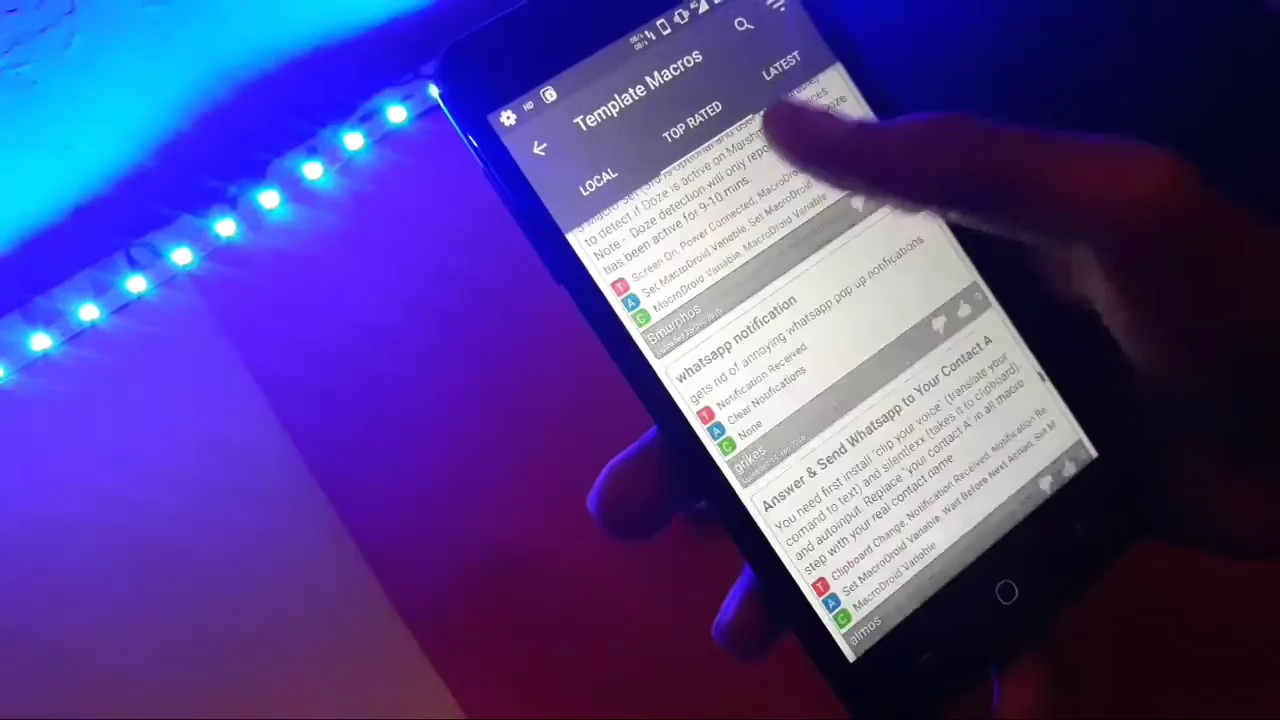 HD
Template Macros
LOCAL
TOP RATED
LATEST
to detect if Doze is active on Marshm
Note - Doze detection will only repo
has been active for 9-10 mins.
T Screen On, Power Connected, MacroDro
A Set MacroDroid Variable, Set MacroDroid
C MacroDroid Variable, MacroDroid Variable
Smurphos
whatsapp notification
gets rid of annoying whatsapp pop up notifications
T Notification Received
A Clear Notifications
C None
grikes
Answer & Send Whatsapp to Your Contact A
You need first install 'clip your voice' (translate your
comand to text) and silentlexx (takes it to clipboard).
and autoinput. Replace "your contact A" in all macro
step with your real contact name
T Clipboard Change, Notification Received, Notification Re
A Set MacroDroid Variable, Wait Before Next Action, Set M
C MacroDroid Variable
almos